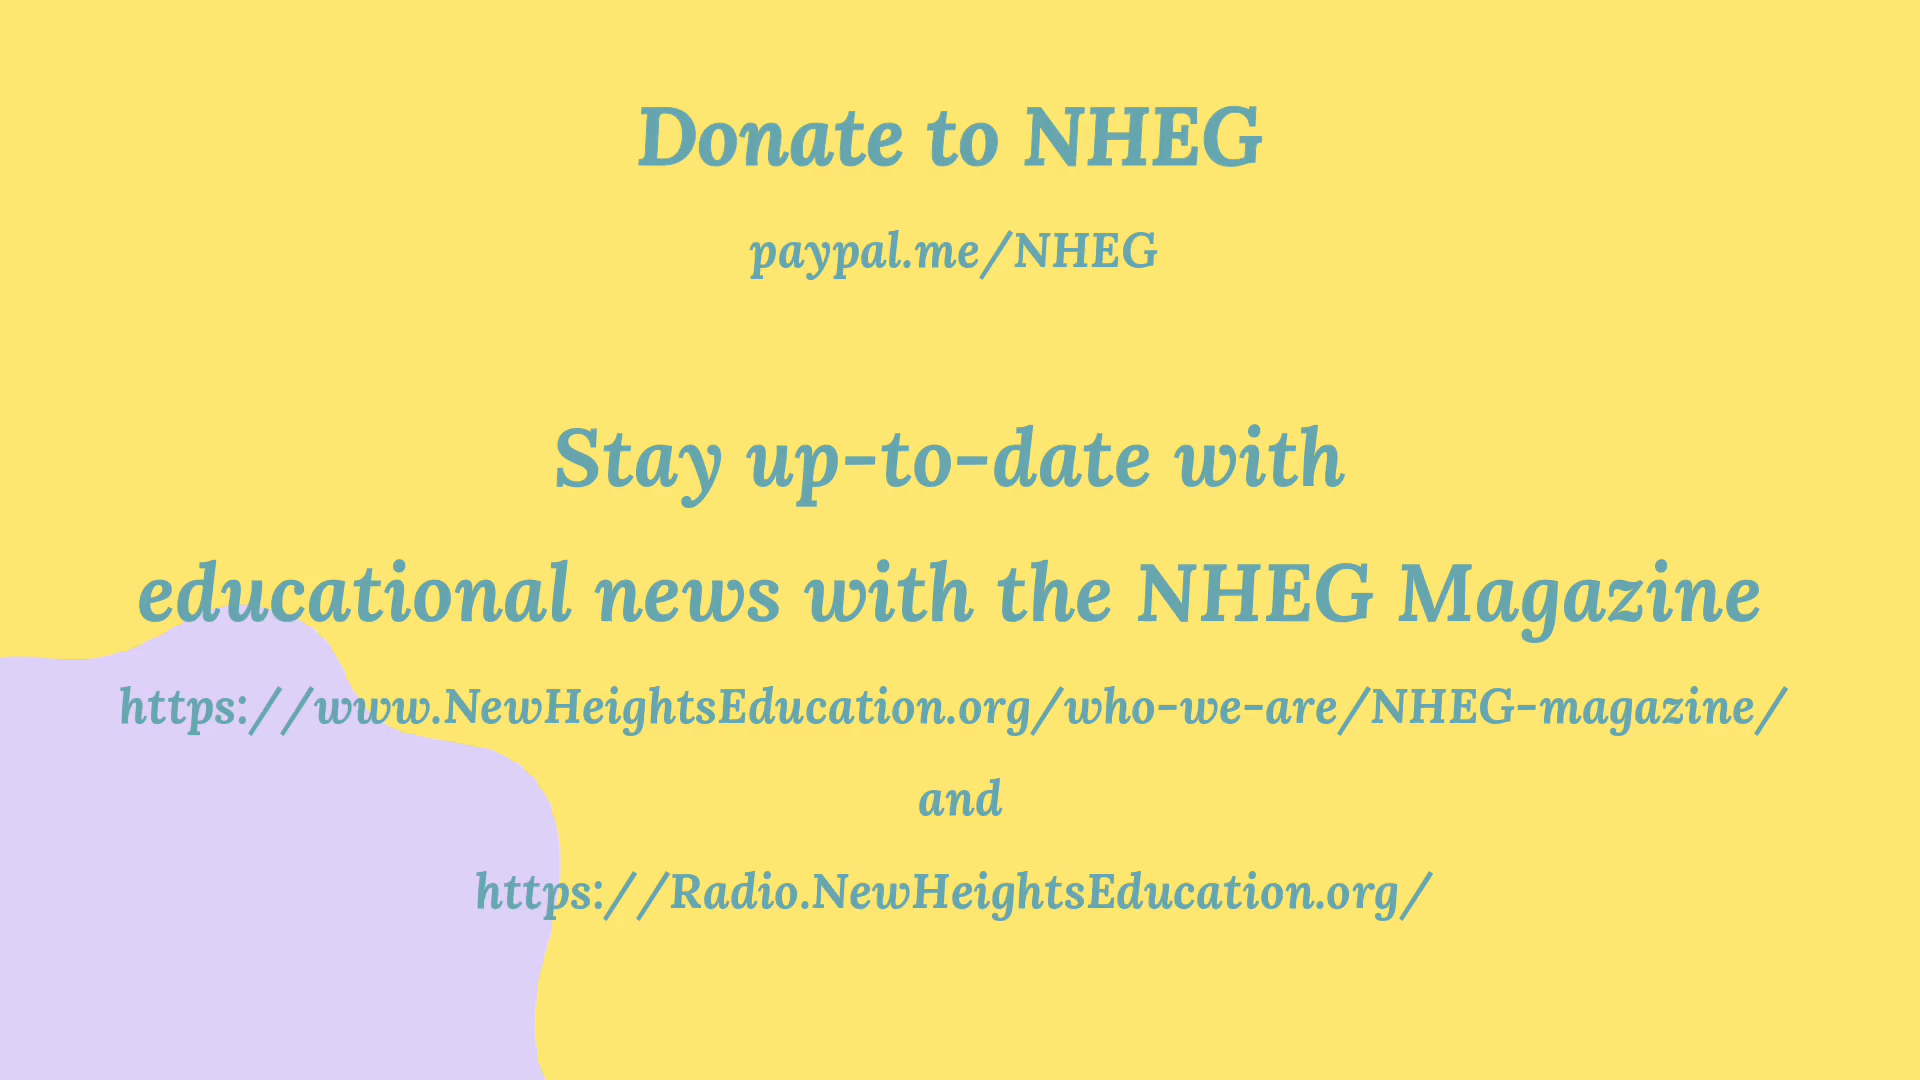 Donate to NHEG
paypal.me/NHEG
Stay up-to-date with
educational news with the NHEG Magazine
https://www.NewHeightsEducation.org/who-we-are/NHEG-magazine/
and
https://Radio.NewHeightsEducation.org/